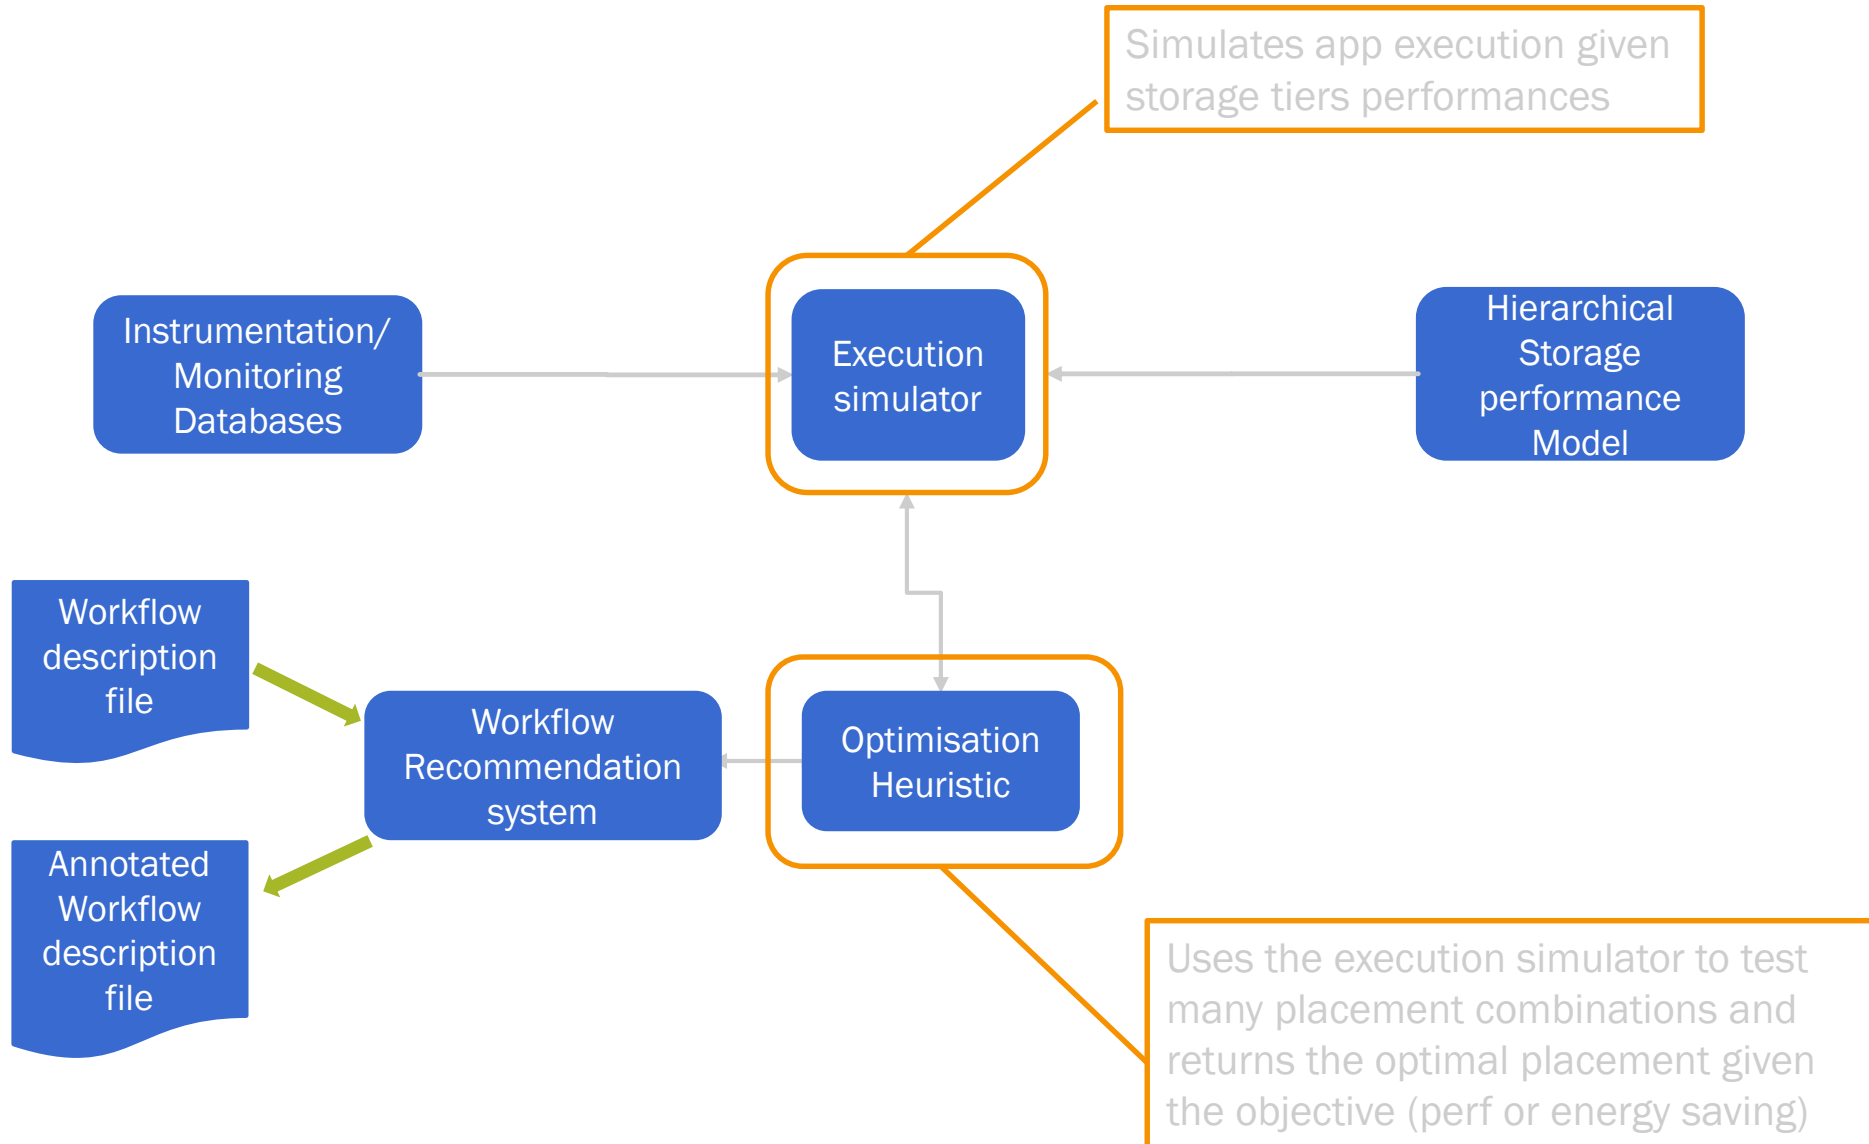 Simulates app execution given
storage tiers performances
Instrumentation/
Monitoring
Databases
Execution
simulator
Hierarchical
Storage
performance
Model
Workflow
description
file
Workflow
Recommendation
system
Optimisation
Heuristic
Annotated
Workflow
description
file
Uses the execution simulator to test
many placement combinations and
returns the optimal placement given
the objective (perf or energy saving)